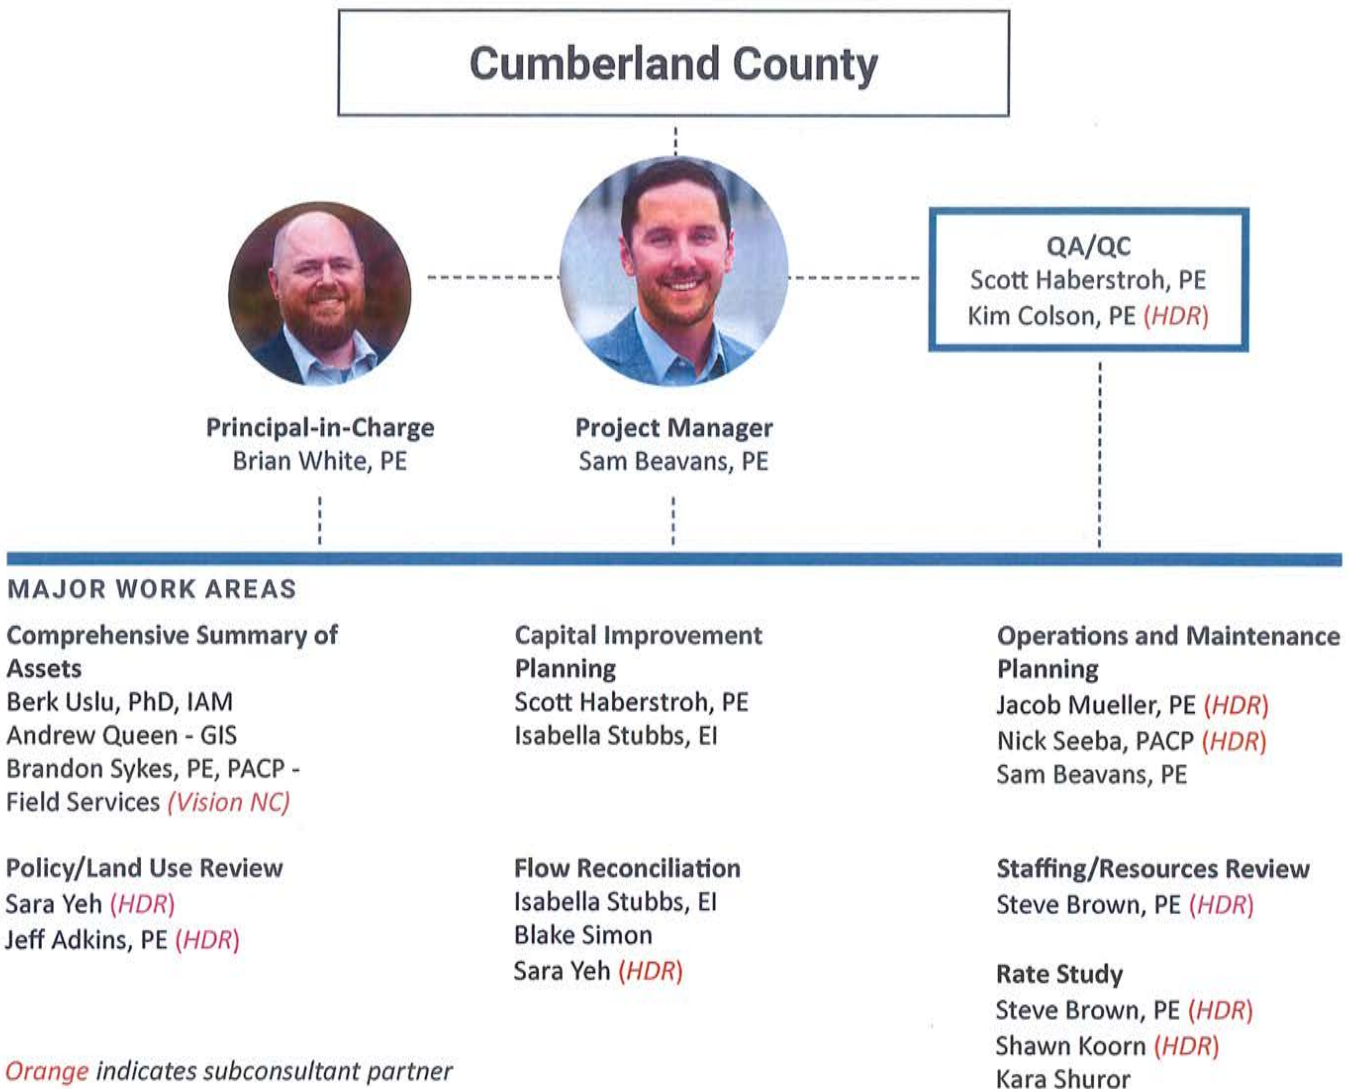 Cumberland County
QA/QC
Scott Haberstroh, PE
Kim Colson, PE (HDR)
Principal-in-Charge
Brian White, PE
Project Manager
Sam Beavans, PE
MAJOR WORK AREAS
Comprehensive Summary of
Assets
Berk Uslu, PhD, IAM
Andrew Queen - GIS
Brandon Sykes, PE, PACP -
Field Services (Vision NC)
Capital Improvement
Planning
Scott Haberstroh, PE
Isabella Stubbs, EI
Operations and Maintenance
Planning
Jacob Mueller, PE (HDR)
Nick Seeba, PACP (HDR)
Sam Beavans, PE
Policy/Land Use Review
Sara Yeh (HDR)
Jeff Adkins, PE (HDR)
Flow Reconciliation
Isabella Stubbs, EI
Blake Simon
Sara Yeh (HDR)
Staffing/Resources Review
Steve Brown, PE (HDR)
Rate Study
Steve Brown, PE (HDR)
Shawn Koorn (HDR)
Kara Shuror
Orange indicates subconsultant partner